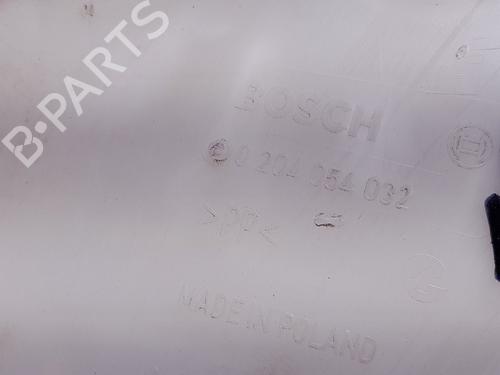 B-PARTS
BOSCH
0 204 054 032
>PP<
MADE IN POLAND